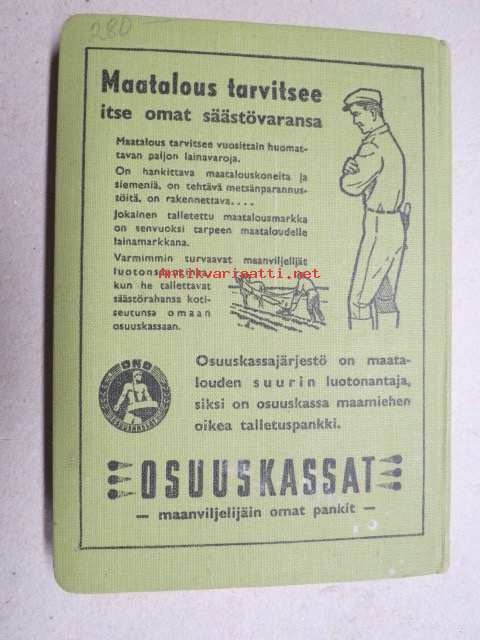 280-
Maatalous tarvitsee
itse omat säästövaransa
Maatalous tarvitsee vuosittain huomat-
tavan paljon lainavaroja.
On hankittava maatalouskoneita ja
siemeniä, on tehtävä metsänparannus-
töitä, on rakennettava....
Jokainen talletettu maatalousmarkka
on senvuoksi tarpeen maataloudelle
lainamarkkana.
Varmimmin turvaavat maanviljelijät
luotonsaantinsa,
Antikvariaatti.net
kun he tallettavat
säästörahansa koti-
seutunsa omaan
osuuskassaan.
OKO
OSUUSKASSAT
Osuuskassajärjestö on maata-
louden suurin luotonantaja,
siksi on osuuskassa maamiehen
oikea talletuspankki.
OSUUSKASSAT
— maanviljelijäin omat pankit —